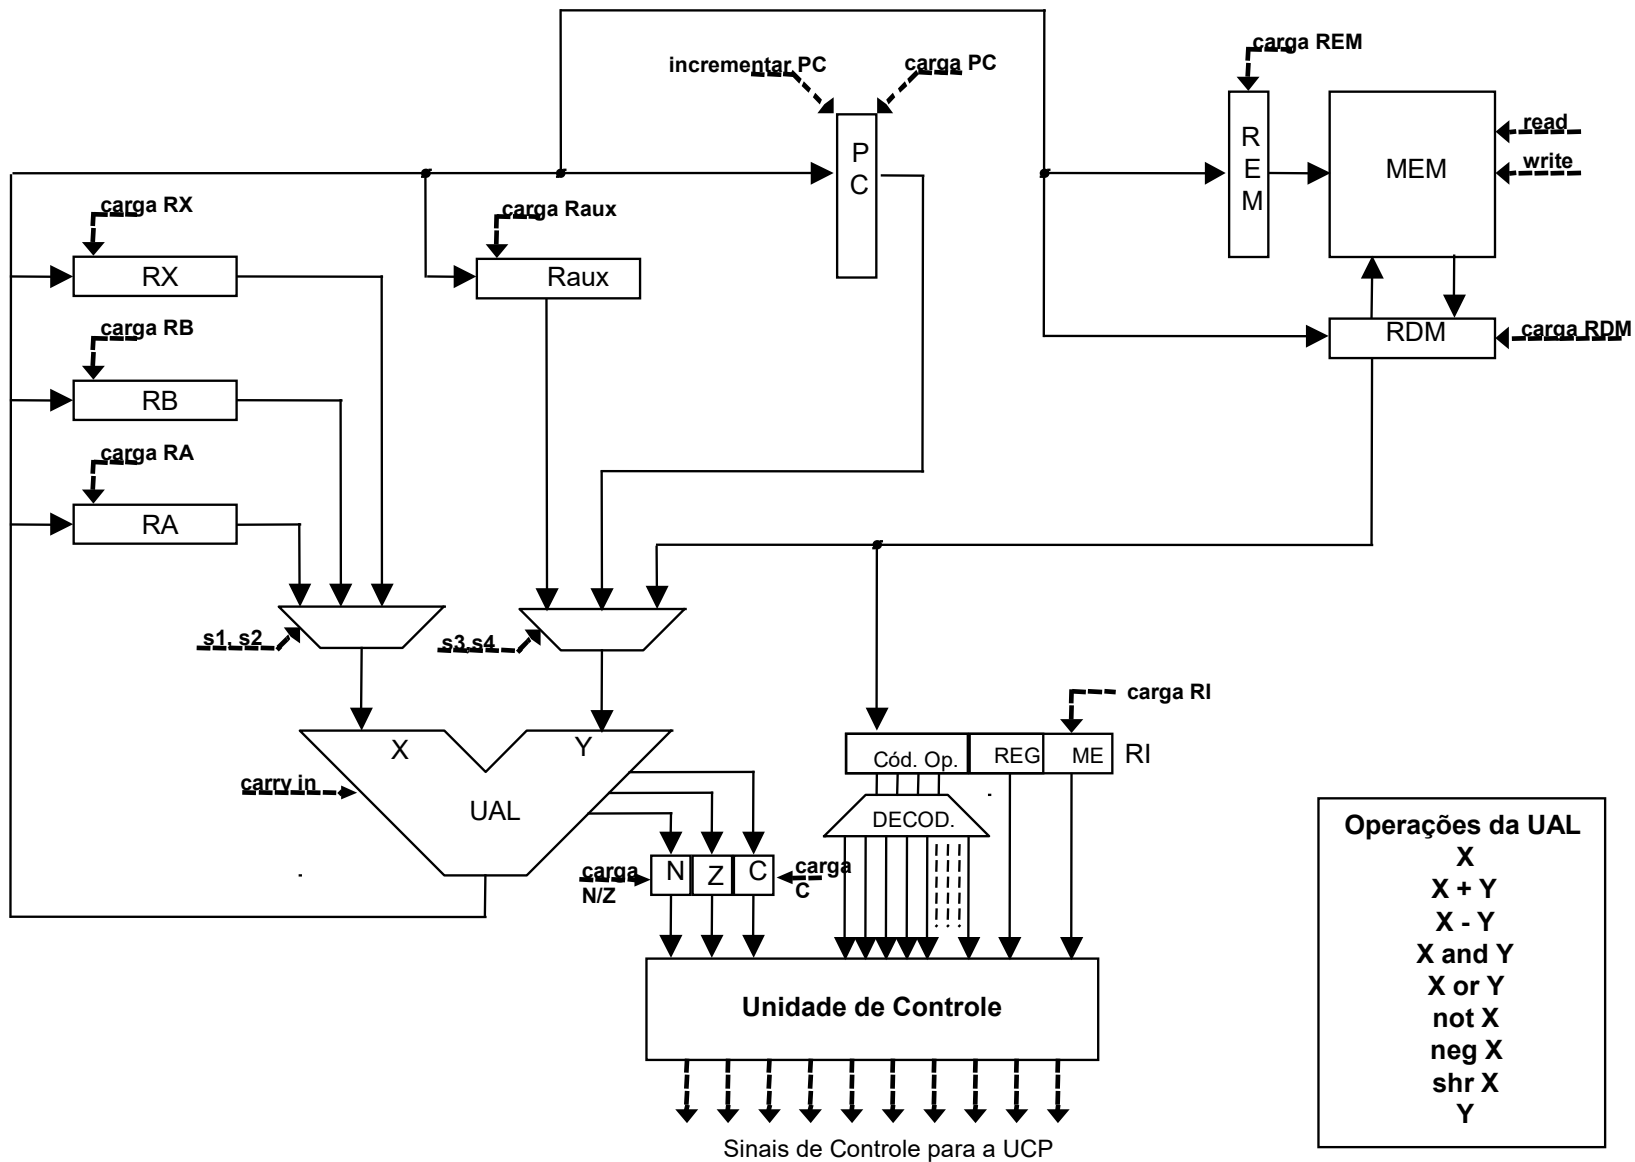 carga REM
incrementar PC
carga PC
read
write
P
C
R
E
M
MEM
carga RX
carga Raux
RX
Raux
carga RB
RDM
carga RDM
RB
carga RA
RA
s1, s2
s3,s4
carga RI
X
Y
Cód. Op.
REG
ME
RI
carry in
UAL
DECOD.
carga
N/Z
N
Z
C
carga
C
Unidade de Controle
Sinais de Controle para a UCP
Operações da UAL
X
X + Y
X - Y
X and Y
X or Y
not X
neg X
shr X
Y